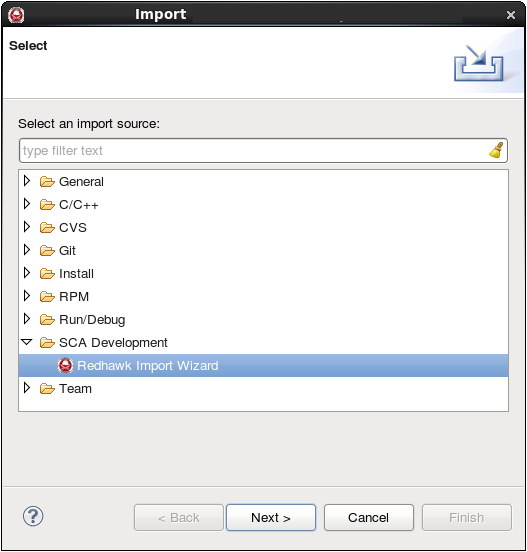 Import
Select
Select an import source:
type filter text
General
C/C++
CVS
Git
Install
RPM
Run/Debug
SCA Development
Redhawk Import Wizard
Team
?
< Back
Next >
Cancel
Finish